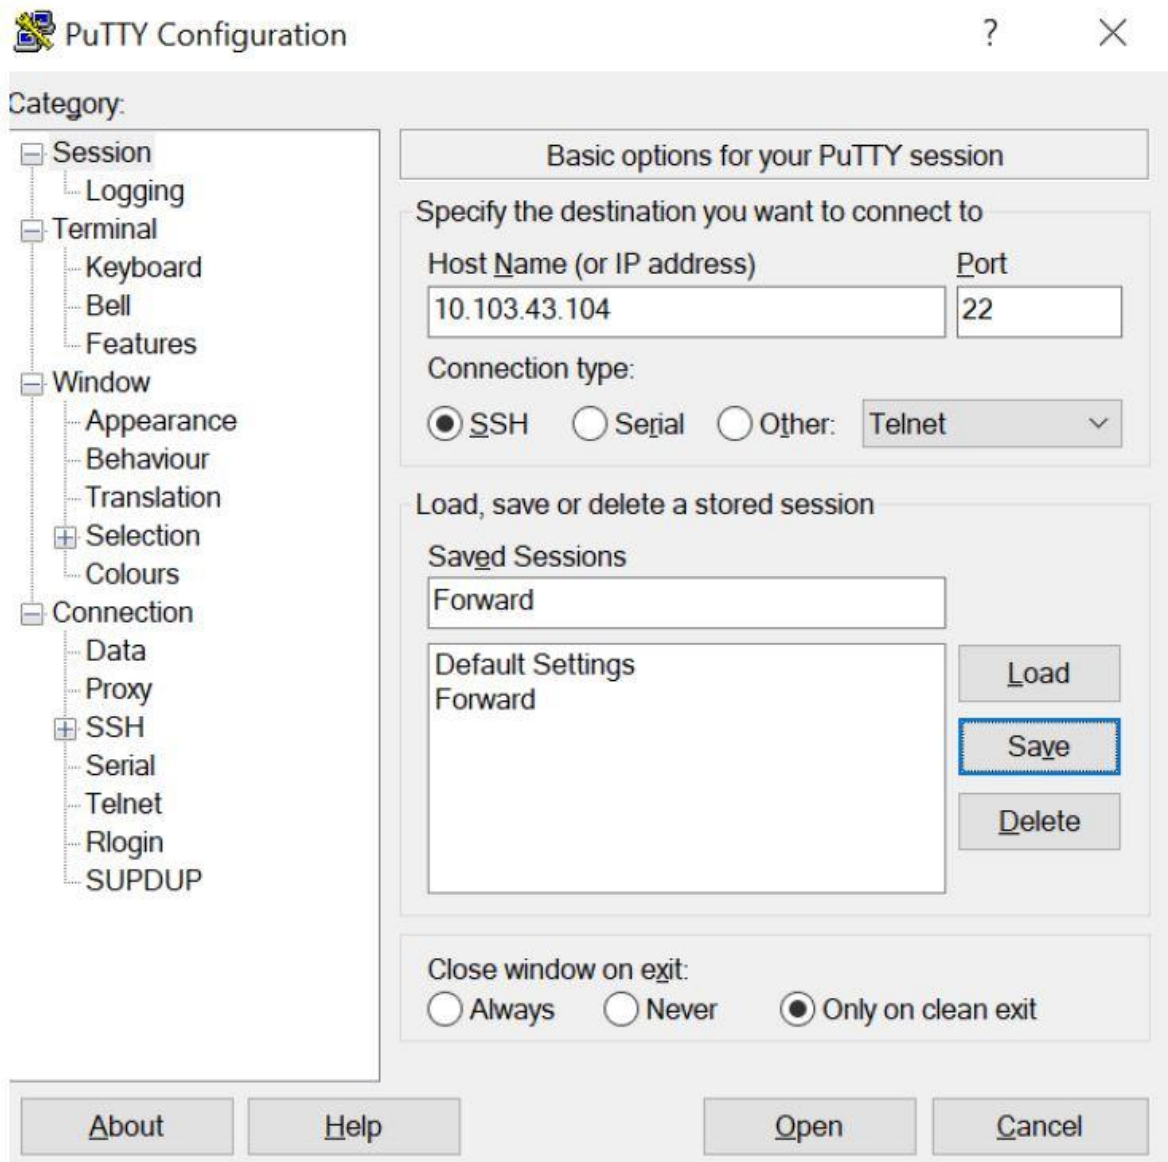 PuTTY Configuration
?
Category:
Session
Logging
Terminal
Keyboard
Bell
Features
Window
Appearance
Behaviour
Translation
Selection
Colours
Connection
Data
Proxy
SSH
Serial
Telnet
Rlogin
SUPDUP
Basic options for your PuTTY session
Specify the destination you want to connect to
Host Name (or IP address) Port
10.103.43.104 22
Connection type:
SSH Serial Other: Telnet
Load, save or delete a stored session
Saved Sessions
Forward
Default Settings
Forward
Load
Save
Delete
Close window on exit:
Always Never Only on clean exit
About Help Open Cancel